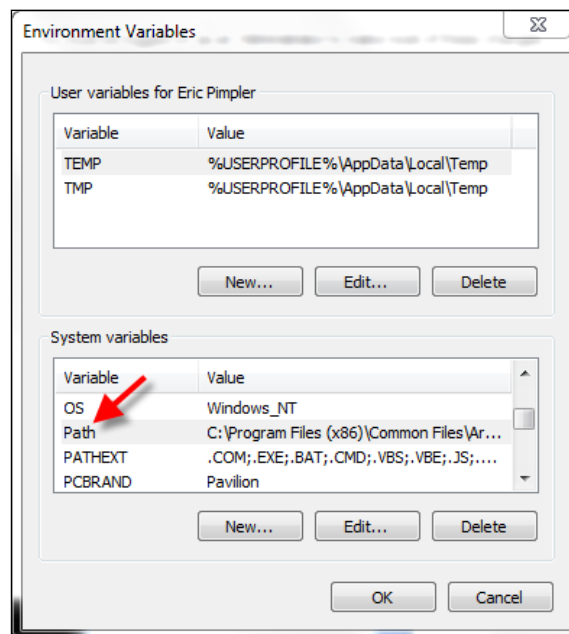 Environment Variables
User variables for Eric Pimpler
Variable Value
TEMP %USERPROFILE%\AppData\Local\Temp
TMP %USERPROFILE%\AppData\Local\Temp
New... Edit... Delete
System variables
Variable Value
OS Windows_NT
Path C:\Program Files (x86)\Common Files\Ar...
PATHEXT .COM;.EXE;.BAT;.CMD;.VBS;.VBE;.JS;....
PCBRAND Pavilion
New... Edit... Delete
OK Cancel